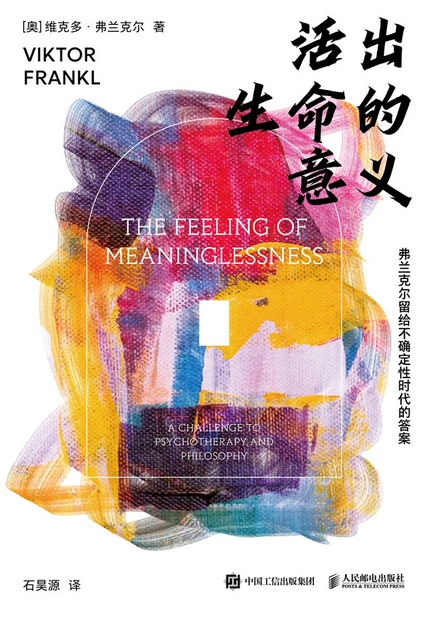 [奥]维克多·弗兰克尔 著
VIKTOR
FRANKL
活出
生命的
意义
THE FEELING OF
MEANINGLESSNESS
弗兰克尔留给不确定性时代的答案
A CHALLENGE TO
PSYCHOTHERAPY AND
PHILOSOPHY
石昊源 译
中国工信出版集团
人民邮电出版社
POSTS & TELECOM PRESS